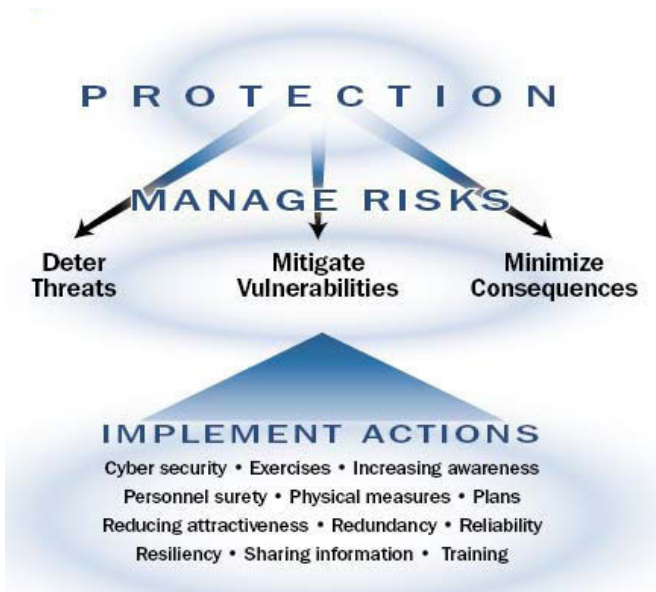 PROTECTION
MANAGE RISKS
Deter Threats
Mitigate Vulnerabilities
Minimize Consequences
IMPLEMENT ACTIONS
Cyber security • Exercises • Increasing awareness
Personnel surety • Physical measures • Plans
Reducing attractiveness • Redundancy • Reliability
Resiliency • Sharing information • Training